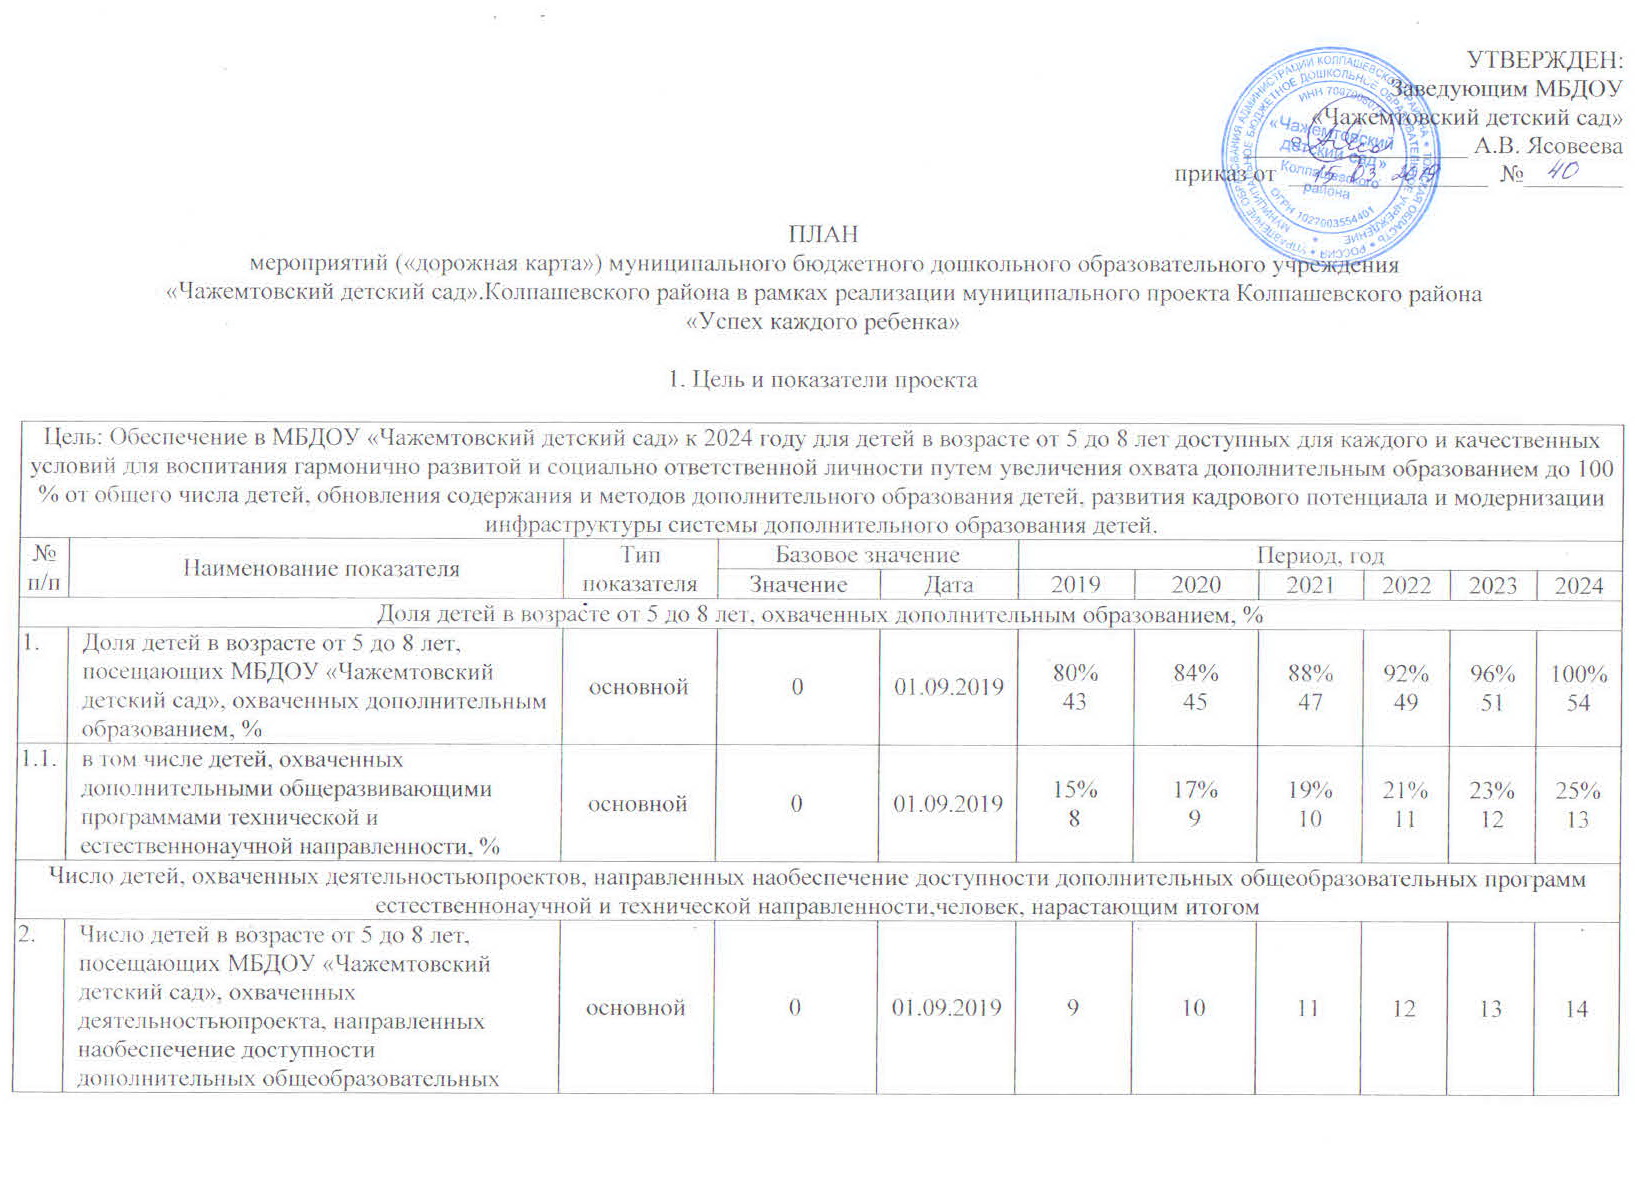 УТВЕРЖДЕН:
Заведующим МБДОУ
«Чажемтовский детский сад»
А.В. Ясовеева
приказ от 15 03 2019 № 40
«Чажемтовский
детский сад»
Колпашевского
района
ОГРН 1027003554401
ПЛАН
мероприятий («дорожная карта») муниципального бюджетного дошкольного образовательного учреждения
«Чажемтовский детский сад».Колпашевского района в рамках реализации муниципального проекта Колпашевского района
«Успех каждого ребенка»
1. Цель и показатели проекта
Цель: Обеспечение в МБДОУ «Чажемтовский детский сад» к 2024 году для детей в возрасте от 5 до 8 лет доступных для каждого и качественных
условий для воспитания гармонично развитой и социально ответственной личности путем увеличения охвата дополнительным образованием до 100
% от общего числа детей, обновления содержания и методов дополнительного образования детей, развития кадрового потенциала и модернизации
инфраструктуры системы дополнительного образования детей.
№ п/п Наименование показателя Тип показателя Базовое значение Период, год
Значение Дата 2019 2020 2021 2022 2023 2024
Доля детей в возрасте от 5 до 8 лет, охваченных дополнительным образованием, %
1. Доля детей в возрасте от 5 до 8 лет,
посещающих МБДОУ «Чажемтовский
детский сад», охваченных дополнительным
образованием, %
основной 0 01.09.2019 80% 84% 88% 92% 96% 100%
43 45 47 49 51 54
1.1. в том числе детей, охваченных
дополнительными общеразвивающими
программами технической и
естественнонаучной направленности, %
основной 0 01.09.2019 15% 17% 19% 21% 23% 25%
8 9 10 11 12 13
Число детей, охваченных деятельностьюпроектов, направленных наобеспечение доступности дополнительных общеобразовательных программ
естественнонаучной и технической направленности,человек, нарастающим итогом
2. Число детей в возрасте от 5 до 8 лет,
посещающих МБДОУ «Чажемтовский
детский сад», охваченных
деятельностьюпроекта, направленных
наобеспечение доступности
дополнительных общеобразовательных
основной 0 01.09.2019 9 10 11 12 13 14